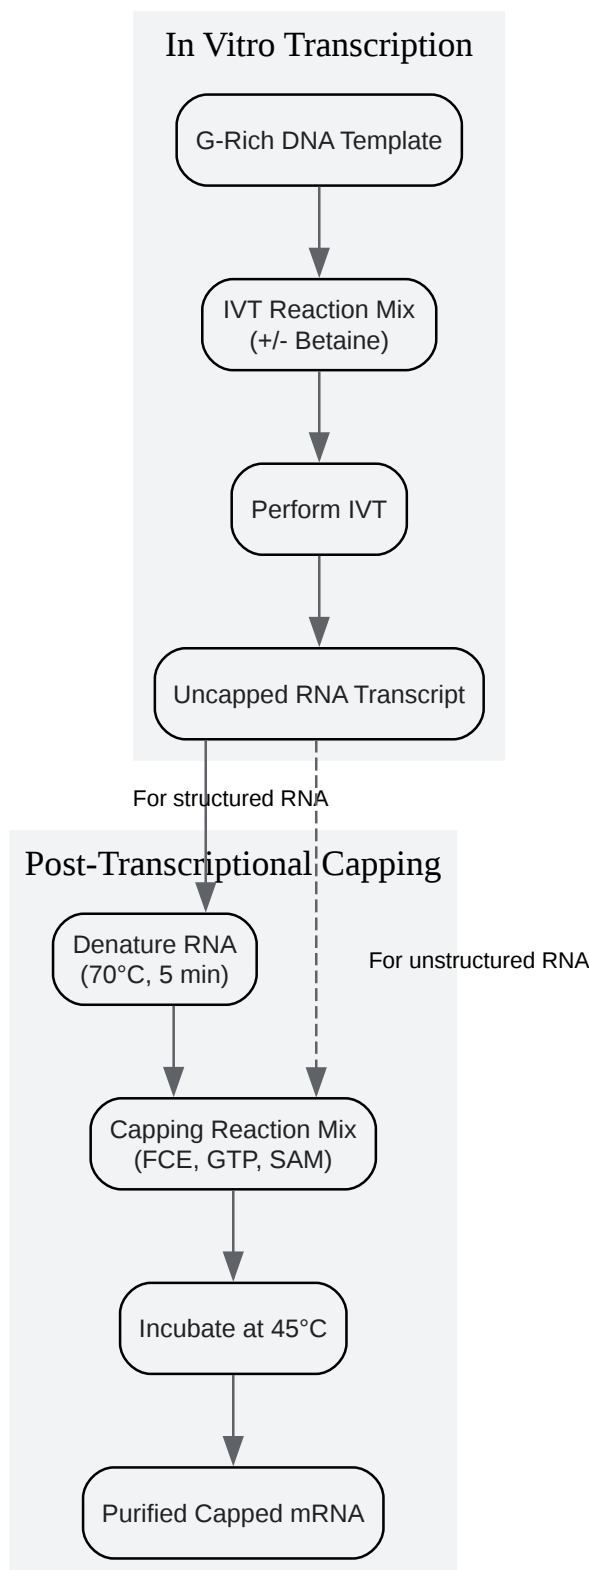 In Vitro Transcription
G-Rich DNA Template
IVT Reaction Mix
(+/- Betaine)
Perform IVT
Uncapped RNA Transcript
For structured RNA
Post-Transcriptional Capping
Denature RNA
(70°C, 5 min)
For unstructured RNA
Capping Reaction Mix
(FCE, GTP, SAM)
Incubate at 45°C
Purified Capped mRNA